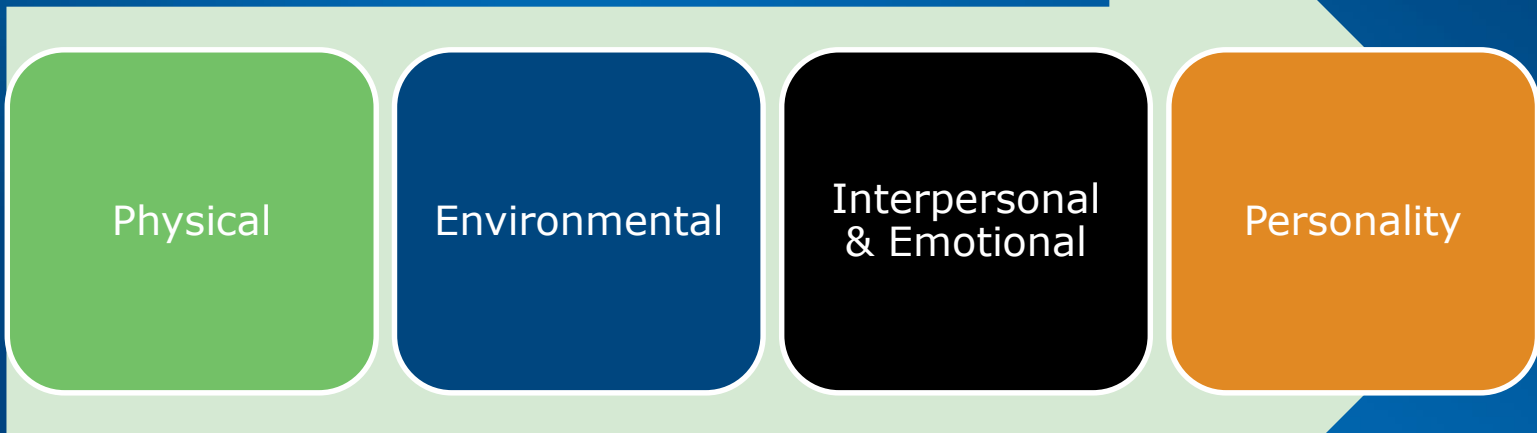 Physical
Environmental
Interpersonal
& Emotional
Personality